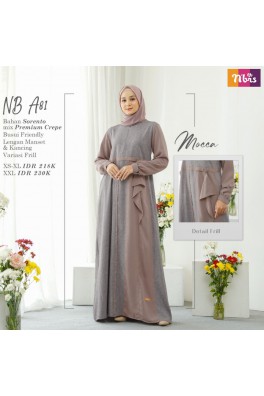 Nbrs
NB A81
Bahan Sorento
mix Premium Crepe
Busui Friendly
Lengan Manset
& Kancing
Variasi Frill
XS-XL IDR 218K
XXL IDR 230K
Mocca
Detail Frill